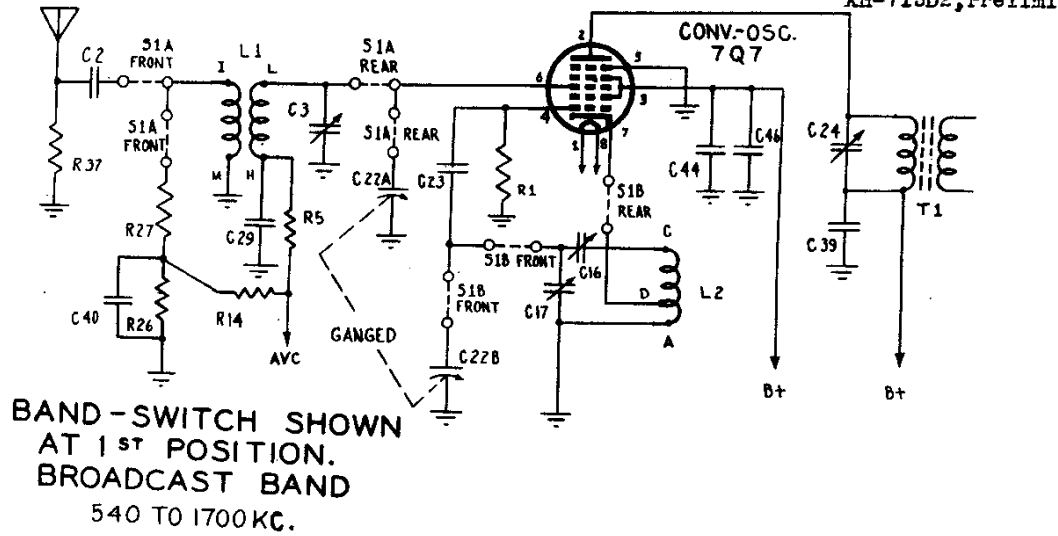 CONV.-OSC.
7Q7
C2
S1A
FRONT
I
L1
L
S1A
REAR
2
5
6
3
4
7
1
8
C3
S1A
FRONT
S1A REAR
R37
M
H
C22A
C23
R1
S1B
REAR
C44
C46
C24
T1
R27
C29
R5
C39
S1B FRONT
C16
C
S1B
FRONT
C17
D
L2
C40
R26
R14
A
AVC
GANGED
C22B
B+
B+
BAND-SWITCH SHOWN
AT 1ST POSITION.
BROADCAST BAND
540 TO 1700KC.